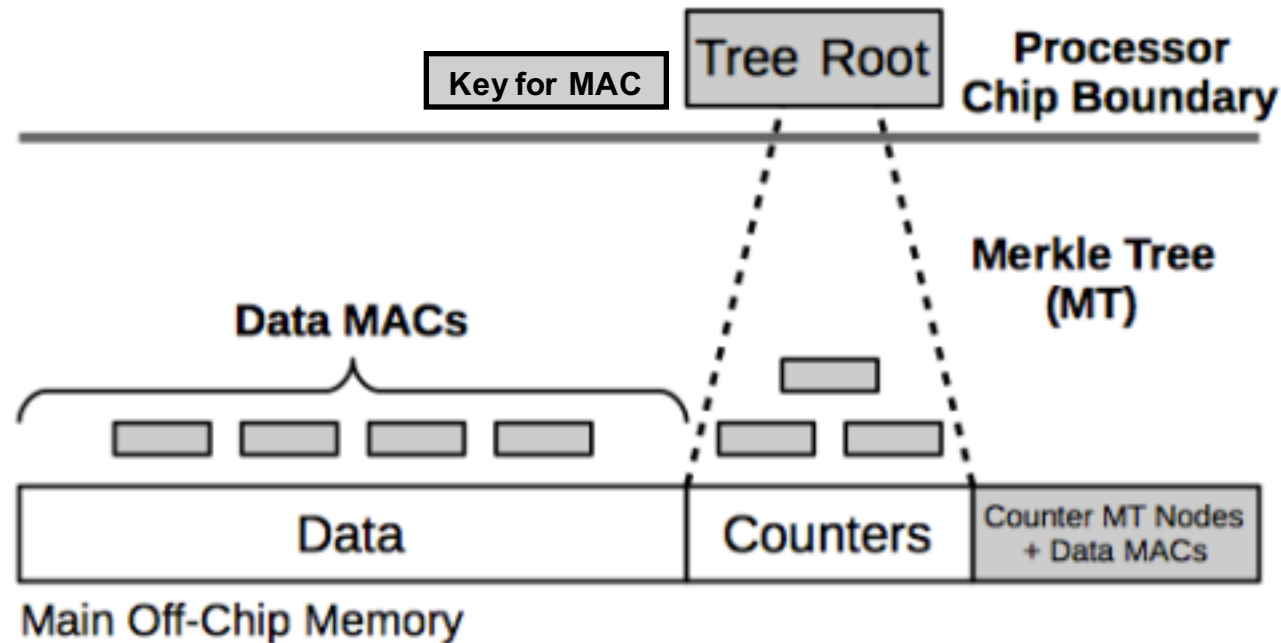 Key for MAC
Tree Root
Processor
Chip Boundary
Merkle Tree
(MT)
Data MACs
Data
Counters
Counter MT Nodes
+ Data MACs
Main Off-Chip Memory